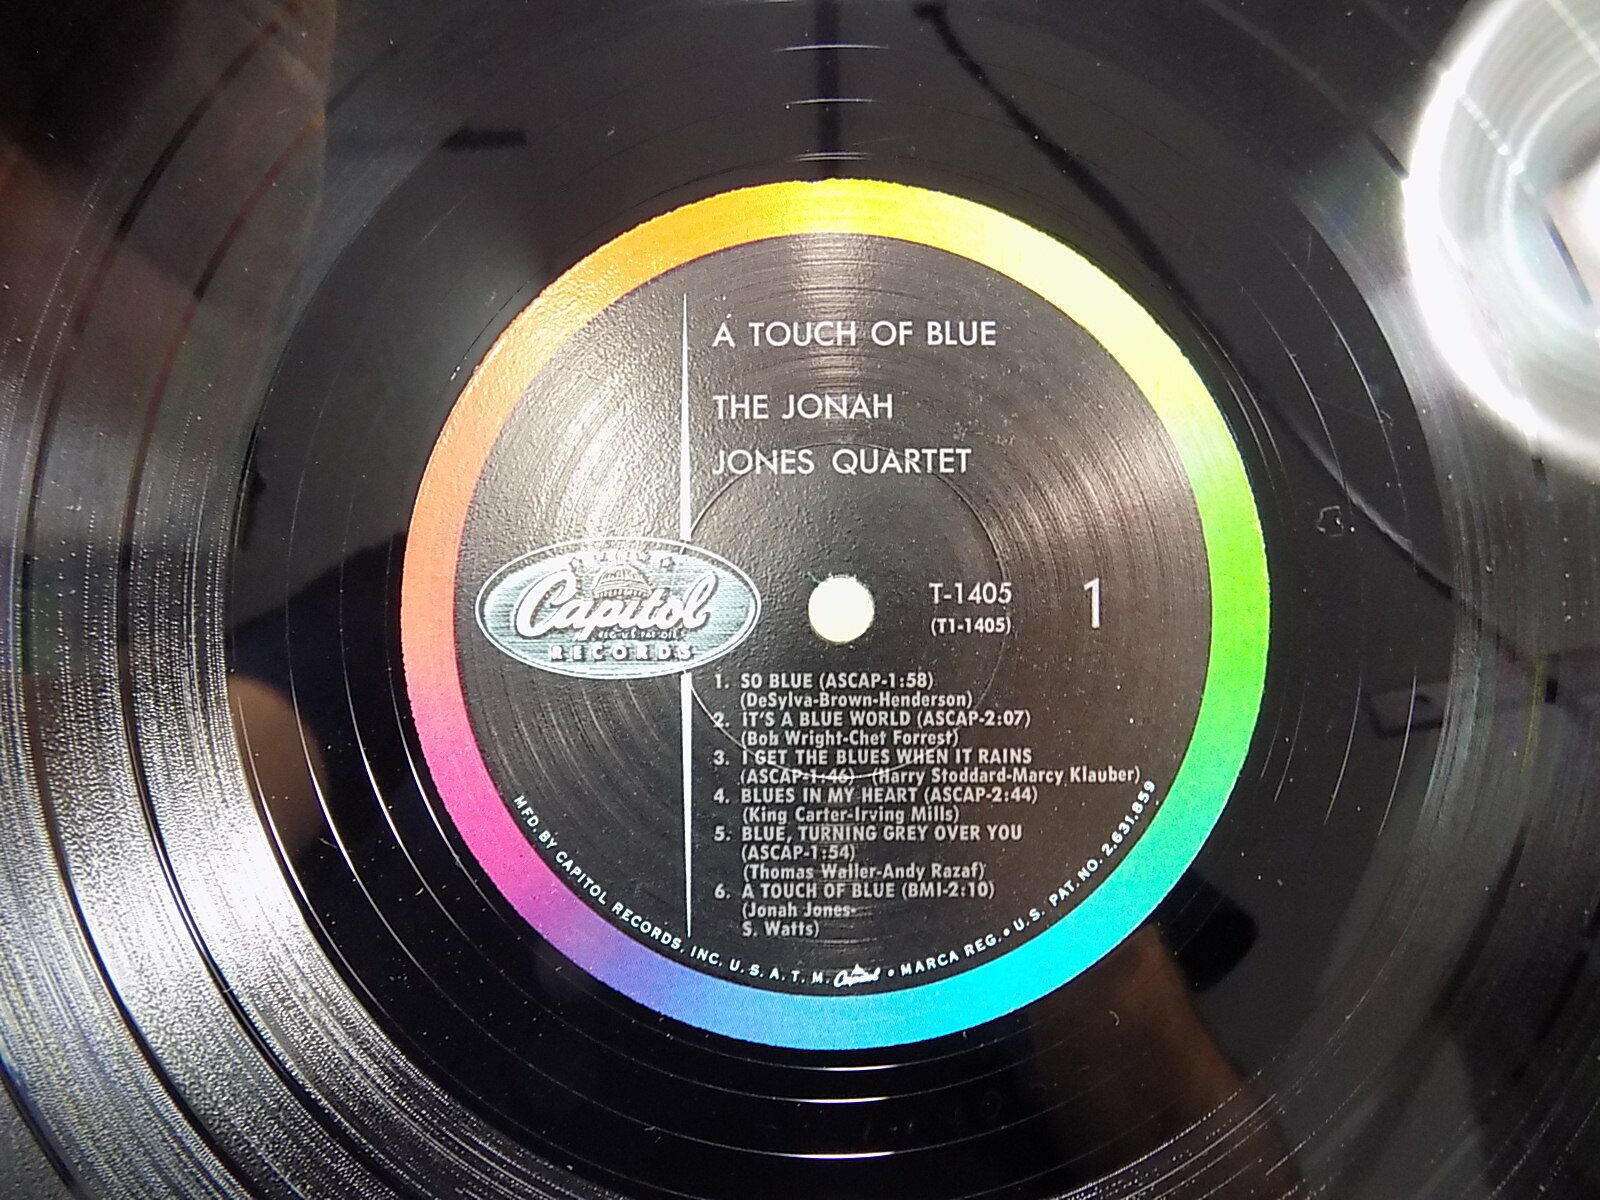 A TOUCH OF BLUE
THE JONAH
JONES QUARTET
Capitol
REG. U.S. PAT. OFF.
RECORDS
T-1405
(T1-1405)
1
1. SO BLUE (ASCAP-1:58)
(DeSylva-Brown-Henderson)
2. IT'S A BLUE WORLD (ASCAP-2:07)
(Bob Wright-Chet Forrest)
3. I GET THE BLUES WHEN IT RAINS
(ASCAP-1:46) (Harry Stoddard-Marcy Klauber)
4. BLUES IN MY HEART (ASCAP-2:44)
(King Carter-Irving Mills)
5. BLUE, TURNING GREY OVER YOU
(ASCAP-1:54)
(Thomas Waller-Andy Razaf)
6. A TOUCH OF BLUE (BMI-2:10)
(Jonah Jones-
S. Watts)
MFD. BY CAPITOL RECORDS, INC. U.S.A. T.M. Capitol • MARCA REG. • U.S. PAT. NO. 2,631,859